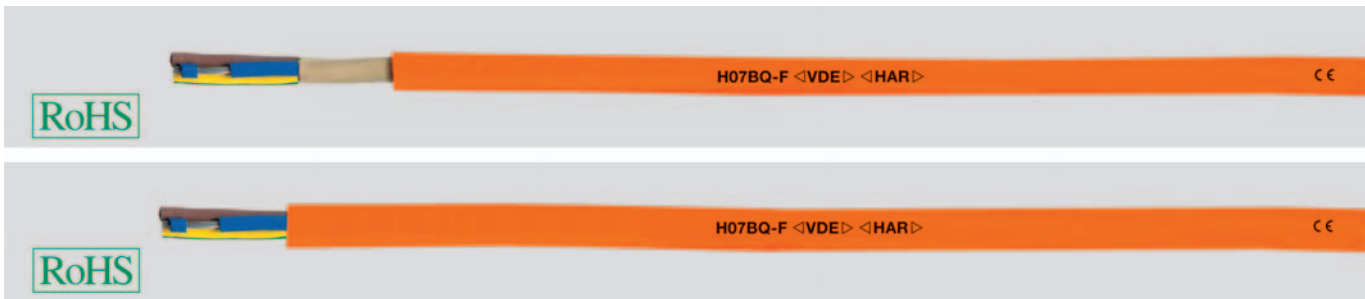 H07BQ-F ◁VDE▷ ◁HAR▷ CE
RoHS
H07BQ-F ◁VDE▷ ◁HAR▷ CE
RoHS